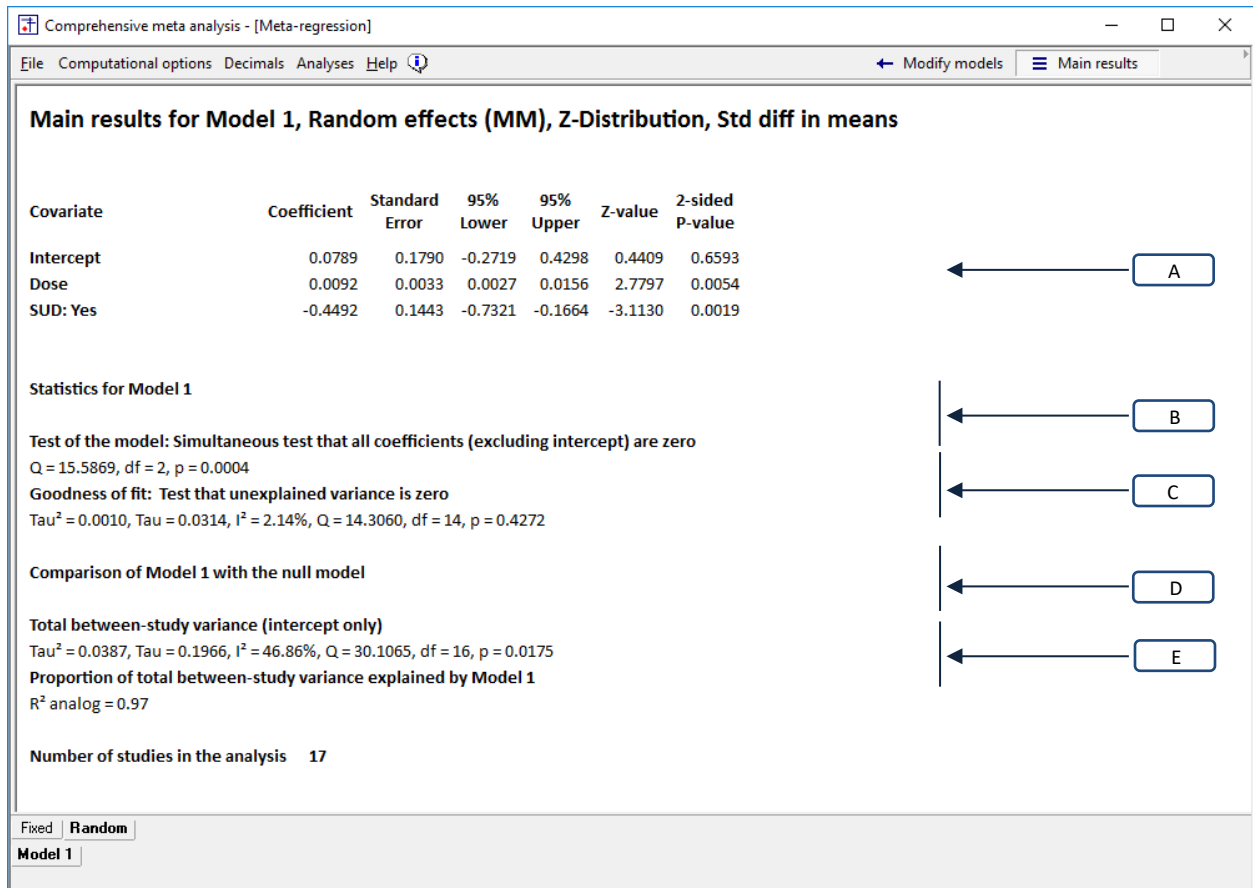 Comprehensive meta analysis - [Meta-regression]
File Computational options Decimals Analyses Help Modify models Main results
Main results for Model 1, Random effects (MM), Z-Distribution, Std diff in means
Covariate Coefficient Standard Error 95% Lower 95% Upper Z-value 2-sided P-value
Intercept 0.0789 0.1790 -0.2719 0.4298 0.4409 0.6593
A
Dose 0.0092 0.0033 0.0027 0.0156 2.7797 0.0054
SUD: Yes -0.4492 0.1443 -0.7321 -0.1664 -3.1130 0.0019
Statistics for Model 1
B
Test of the model: Simultaneous test that all coefficients (excluding intercept) are zero
Q = 15.5869, df = 2, p = 0.0004
Goodness of fit: Test that unexplained variance is zero
C
Tau² = 0.0010, Tau = 0.0314, I² = 2.14%, Q = 14.3060, df = 14, p = 0.4272
Comparison of Model 1 with the null model
D
Total between-study variance (intercept only)
Tau² = 0.0387, Tau = 0.1966, I² = 46.86%, Q = 30.1065, df = 16, p = 0.0175
E
Proportion of total between-study variance explained by Model 1
R² analog = 0.97
Number of studies in the analysis 17
Fixed Random
Model 1